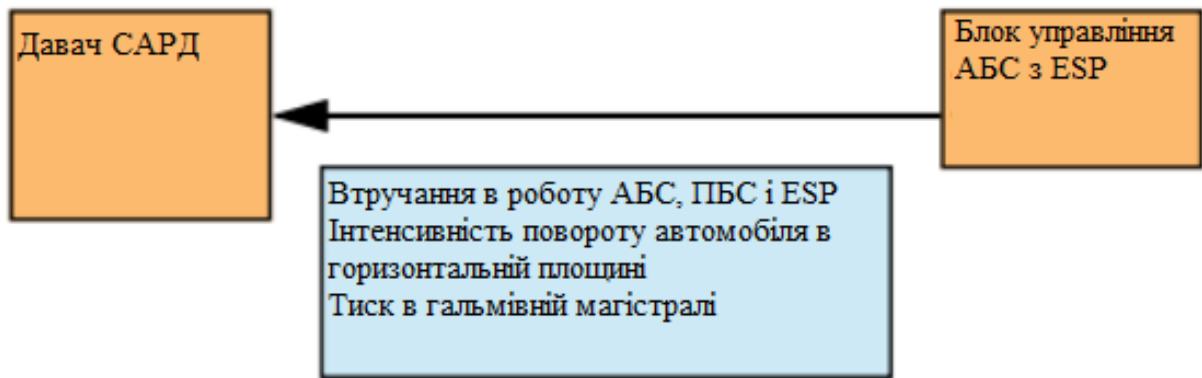 Давач САРД
Блок управління
АБС з ESP
Втручання в роботу АБС, ПБС і ESP
Інтенсивність повороту автомобіля в
горизонтальній площині
Тиск в гальмівній магістралі